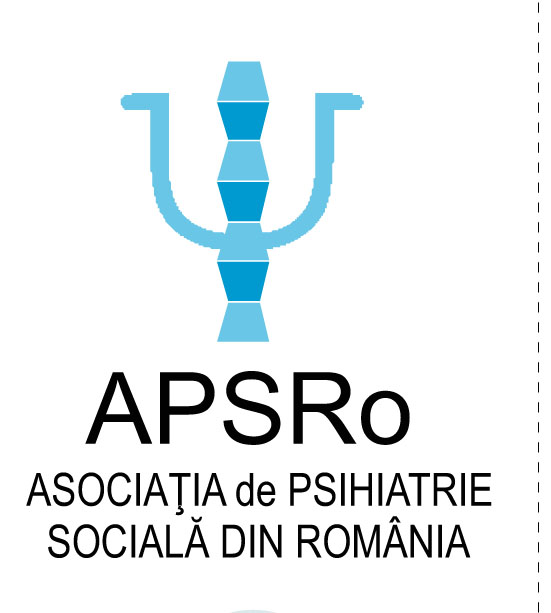 APSRo
ASOCIAŢIA de PSIHIATRIE
SOCIALĂ DIN ROMÂNIA